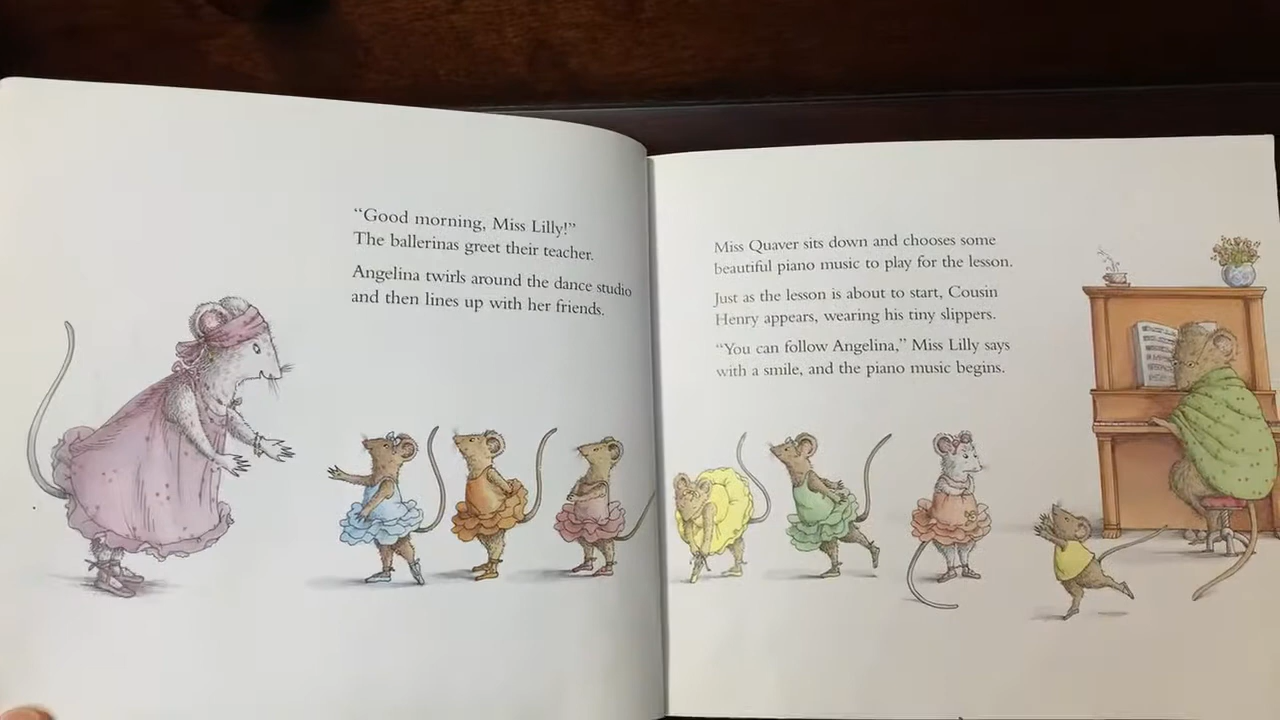 “Good morning, Miss Lilly!”
The ballerinas greet their teacher.
Angelina twirls around the dance studio
and then lines up with her friends.
Miss Quaver sits down and chooses some
beautiful piano music to play for the lesson.
Just as the lesson is about to start, Cousin
Henry appears, wearing his tiny slippers.
“You can follow Angelina,” Miss Lilly says
with a smile, and the piano music begins.